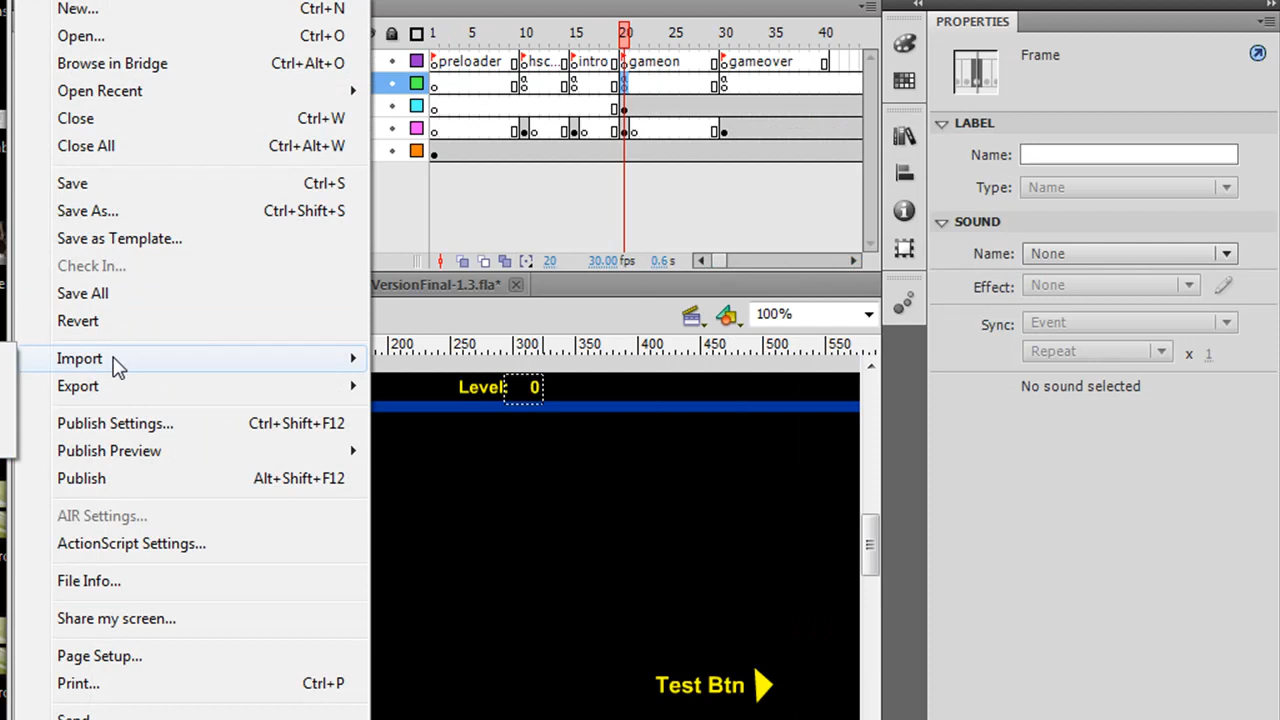 New... Ctrl+N
Open... Ctrl+O
Browse in Bridge Ctrl+Alt+O
Open Recent
Close Ctrl+W
Close All Ctrl+Alt+W
Save Ctrl+S
Save As... Ctrl+Shift+S
Save as Template...
Check In...
Save All
Revert
Import
Export
Publish Settings... Ctrl+Shift+F12
Publish Preview
Publish Alt+Shift+F12
AIR Settings...
ActionScript Settings...
File Info...
Share my screen...
Page Setup...
Print... Ctrl+P
1 5 10 15 20 25 30 35 40
preloader hsc... intro gameon gameover
20 30.00 fps 0.6 s
VersionFinal-1.3.fla*
100%
200 250 300 350 400 450 500 550
Level: 0
Test Btn
PROPERTIES
Frame
LABEL
Name:
Type: Name
SOUND
Name: None
Effect: None
Sync: Event
Repeat x 1
No sound selected